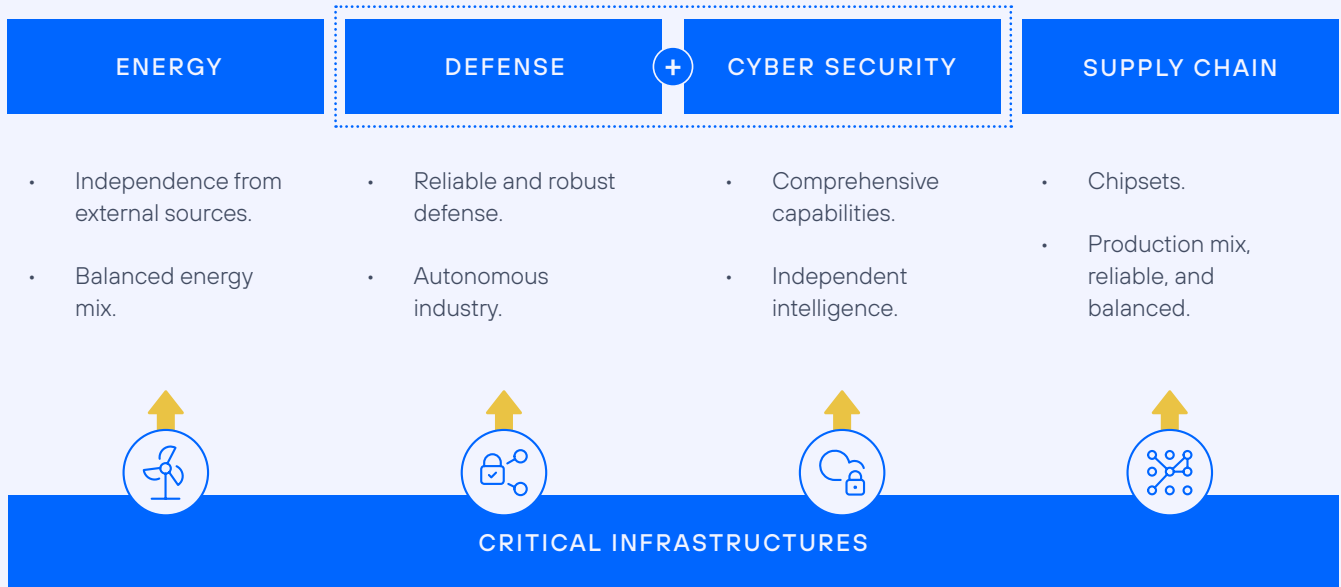 ENERGY
DEFENSE
+
CYBER SECURITY
SUPPLY CHAIN
• Independence from
external sources.
• Balanced energy
mix.
• Reliable and robust
defense.
• Autonomous
industry.
• Comprehensive
capabilities.
• Independent
intelligence.
• Chipsets.
• Production mix,
reliable, and
balanced.
CRITICAL INFRASTRUCTURES